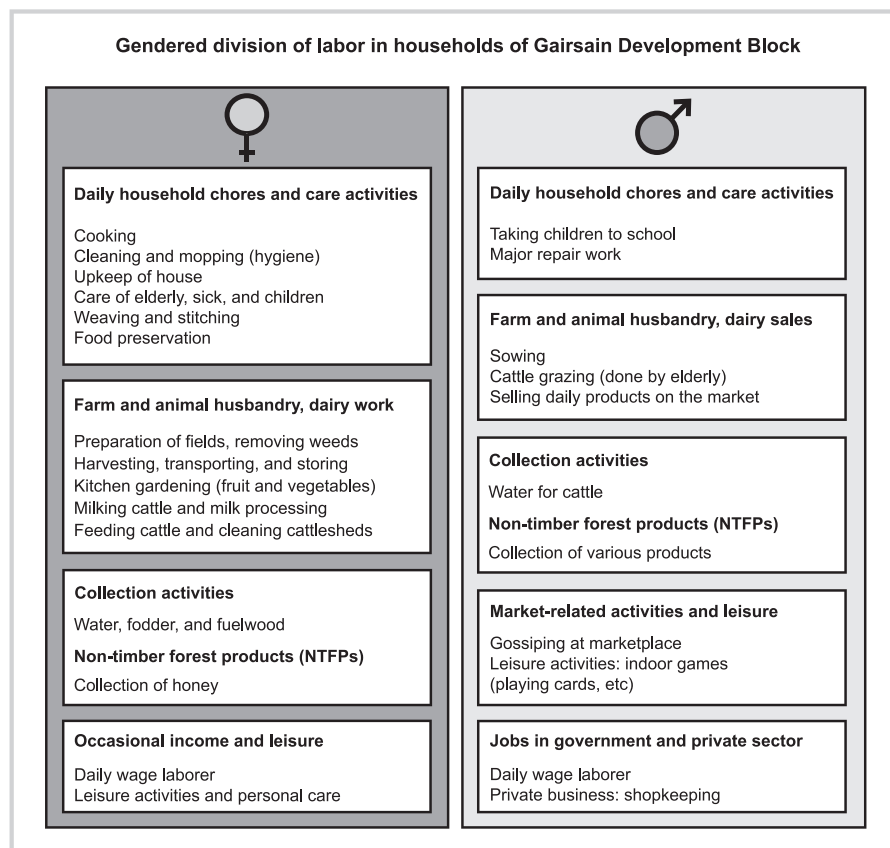 Gendered division of labor in households of Gairsain Development Block
Daily household chores and care activities
Cooking
Cleaning and mopping (hygiene)
Upkeep of house
Care of elderly, sick, and children
Weaving and stitching
Food preservation
Farm and animal husbandry, dairy work
Preparation of fields, removing weeds
Harvesting, transporting, and storing
Kitchen gardening (fruit and vegetables)
Milking cattle and milk processing
Feeding cattle and cleaning cattlesheds
Collection activities
Water, fodder, and fuelwood
Non-timber forest products (NTFPs)
Collection of honey
Occasional income and leisure
Daily wage laborer
Leisure activities and personal care
Daily household chores and care activities
Taking children to school
Major repair work
Farm and animal husbandry, dairy sales
Sowing
Cattle grazing (done by elderly)
Selling daily products on the market
Collection activities
Water for cattle
Non-timber forest products (NTFPs)
Collection of various products
Market-related activities and leisure
Gossiping at marketplace
Leisure activities: indoor games
(playing cards, etc)
Jobs in government and private sector
Daily wage laborer
Private business: shopkeeping